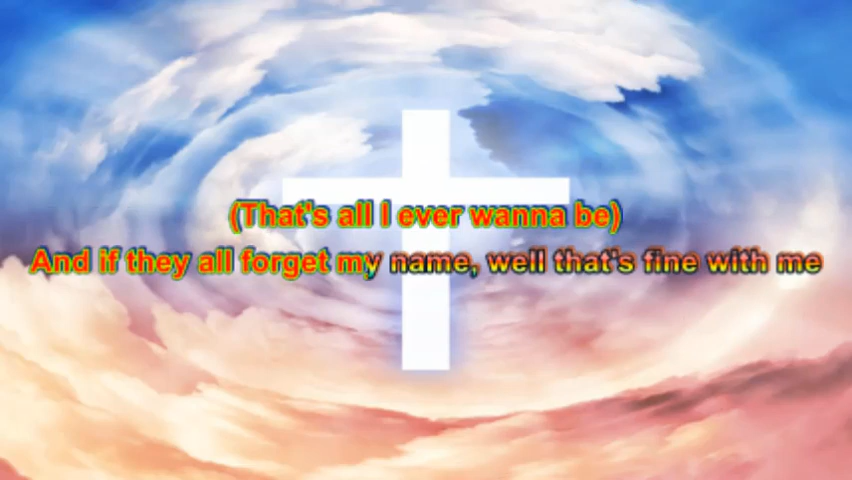 (That's all I ever wanna be)
And if they all forget my name, well that's fine with me